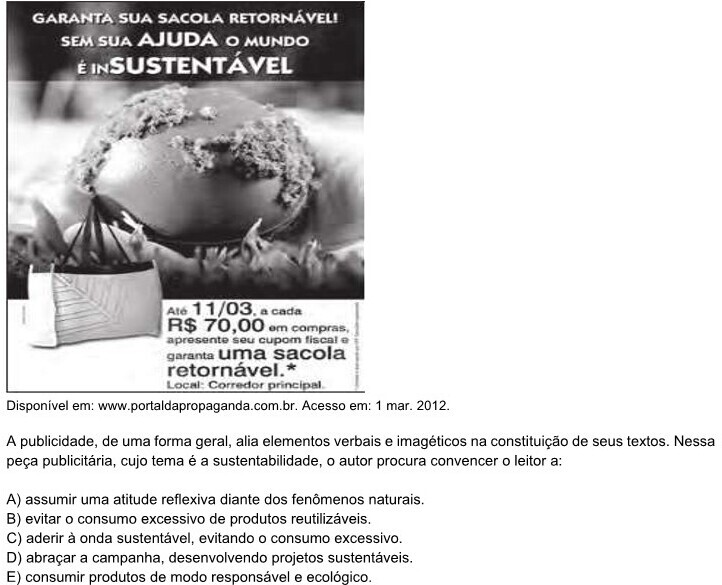 GARANTA SUA SACOLA RETORNÁVEL!
SEM SUA AJUDA O MUNDO
É INSUSTENTÁVEL
Até 11/03, a cada
R$ 70,00 em compras,
apresente seu cupom fiscal e
garanta uma sacola
retornável.*
Local: Corredor principal.
Disponível em: www.portaldapropaganda.com.br. Acesso em: 1 mar. 2012.
A publicidade, de uma forma geral, alia elementos verbais e imagéticos na constituição de seus textos. Nessa
peça publicitária, cujo tema é a sustentabilidade, o autor procura convencer o leitor a:
A) assumir uma atitude reflexiva diante dos fenômenos naturais.
B) evitar o consumo excessivo de produtos reutilizáveis.
C) aderir à onda sustentável, evitando o consumo excessivo.
D) abraçar a campanha, desenvolvendo projetos sustentáveis.
E) consumir produtos de modo responsável e ecológico.